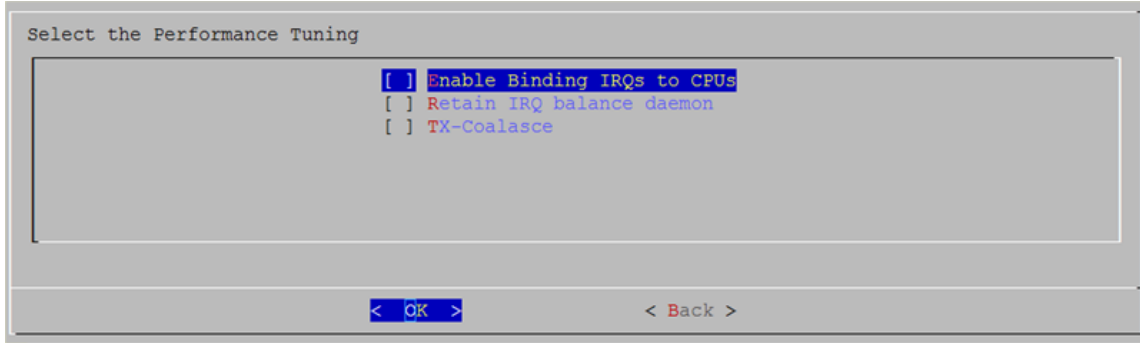 Select the Performance Tuning
[ ] Enable Binding IRQs to CPUs
[ ] Retain IRQ balance daemon
[ ] TX-Coalasce
< OK > < Back >